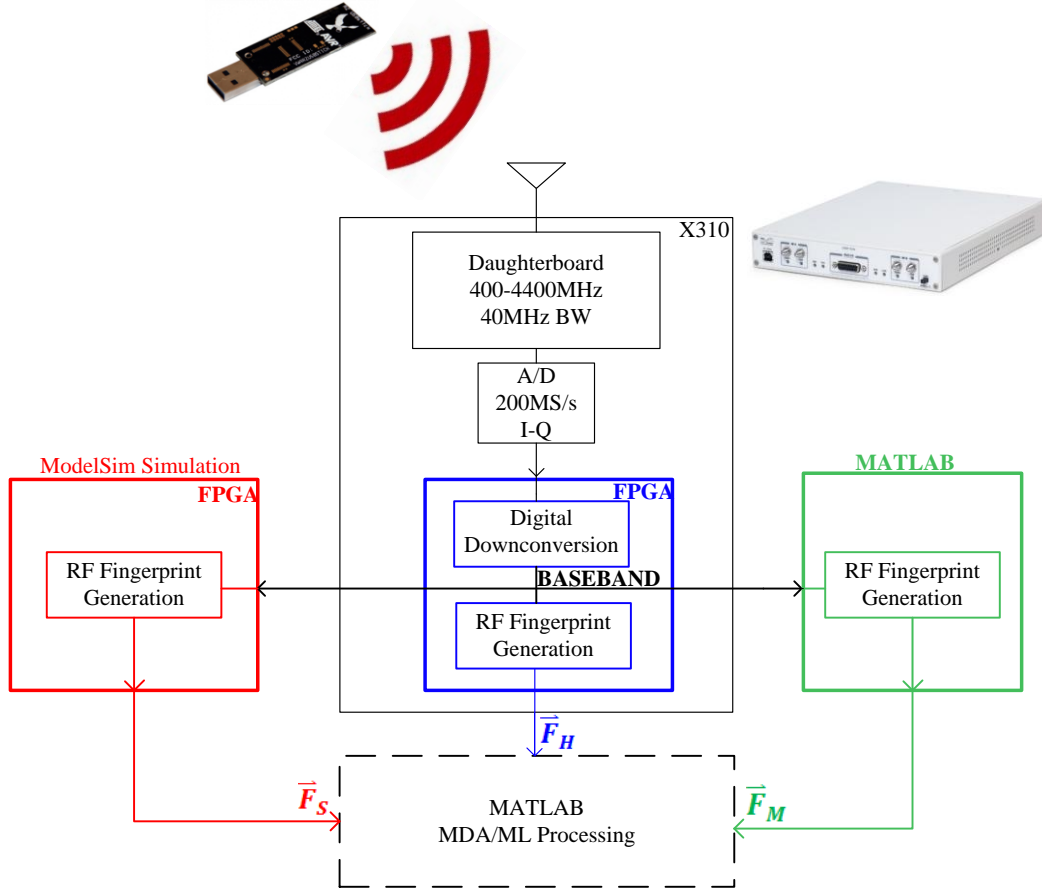 AVR
X310
Daughterboard
400-4400MHz
40MHz BW
A/D
200MS/s
I-Q
ModelSim Simulation
FPGA
RF Fingerprint
Generation
FPGA
Digital
Downconversion
BASEBAND
RF Fingerprint
Generation
MATLAB
RF Fingerprint
Generation
F_H
F_S
F_M
MATLAB
MDA/ML Processing